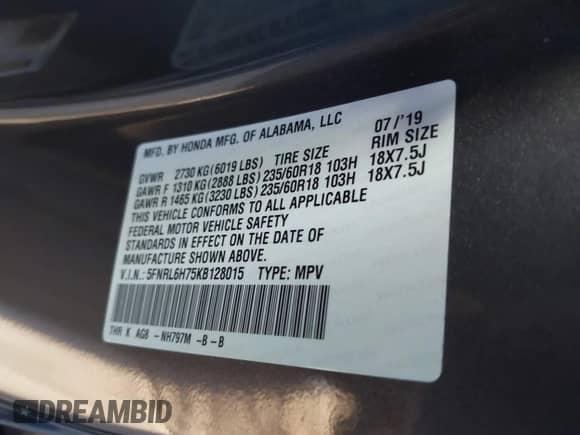 MFD. BY HONDA MFG. OF ALABAMA, LLC 07/'19
GVWR 2730 KG (6019 LBS) TIRE SIZE RIM SIZE
GAWR F 1310 KG (2888 LBS) 235/60R18 103H 18X7.5J
GAWR R 1465 KG (3230 LBS) 235/60R18 103H 18X7.5J
THIS VEHICLE CONFORMS TO ALL APPLICABLE
FEDERAL MOTOR VEHICLE SAFETY
STANDARDS IN EFFECT ON THE DATE OF
MANUFACTURE SHOWN ABOVE.
V.I.N.: 5FNRL6H75KB128015 TYPE: MPV
THR K AG8 -NH797M -B -B
DREAMBID